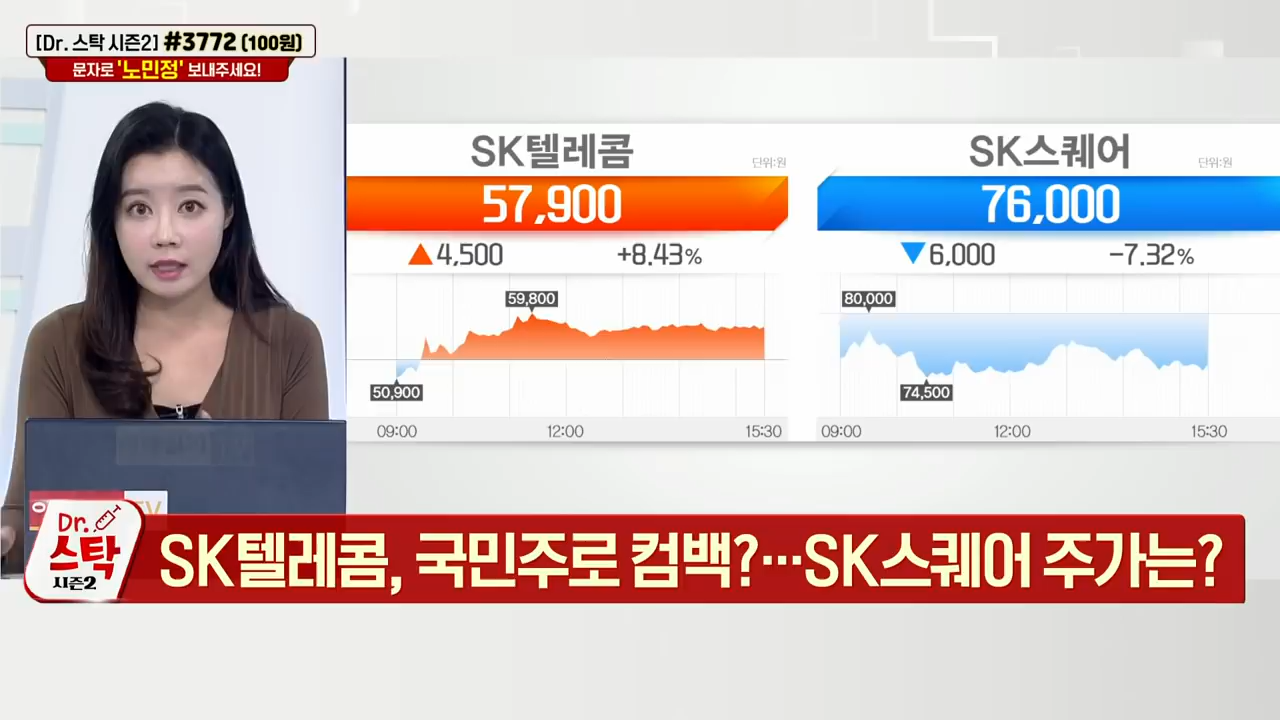 [Dr. 스탁 시즌2] #3772 (100원)
문자로 '노민정' 보내주세요!
SK텔레콤
단위:원
57,900
▲4,500 +8.43%
59,800
50,900
09:00 12:00 15:30
SK스퀘어
단위:원
76,000
▼6,000 -7.32%
80,000
74,500
09:00 12:00 15:30
Dr.
스탁
시즌2
SK텔레콤, 국민주로 컴백?…SK스퀘어 주가는?